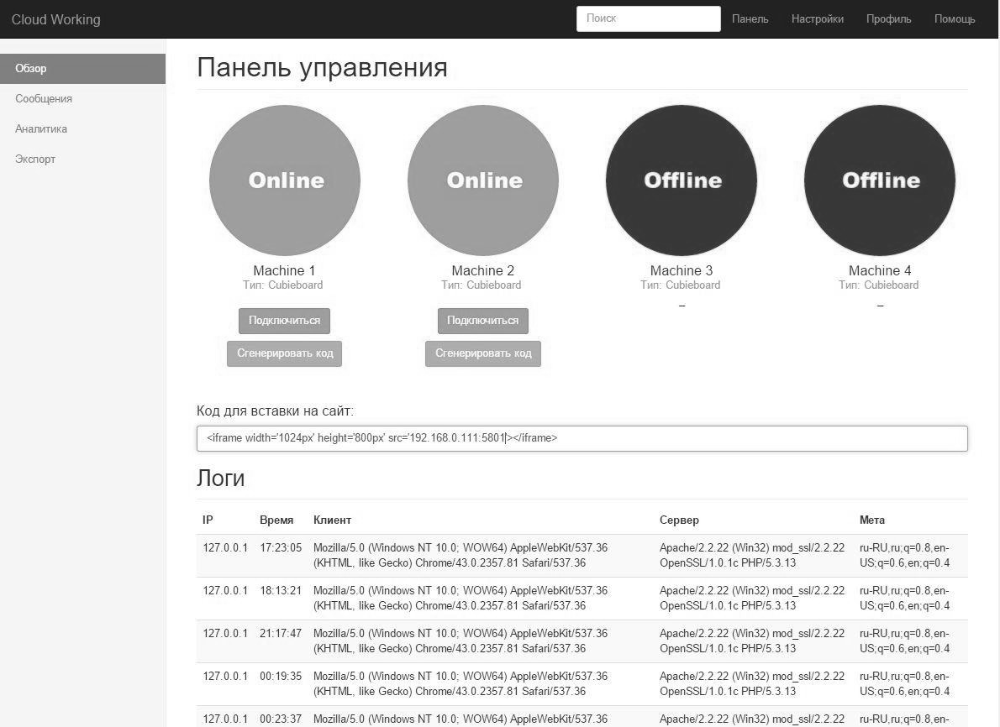 Cloud Working
Поиск
Панель
Настройки
Профиль
Помощь
Обзор
Сообщения
Аналитика
Экспорт
Панель управления
Online
Online
Offline
Offline
Machine 1
Machine 2
Machine 3
Machine 4
Тип: Cubieboard
Тип: Cubieboard
Тип: Cubieboard
Тип: Cubieboard
–
–
Подключиться
Подключиться
Сгенерировать код
Сгенерировать код
Код для вставки на сайт:
<iframe width='1024px' height='800px' src='192.168.0.111:5801'></iframe>
Логи
IP Время Клиент Сервер Мета
127.0.0.1 17:23:05 Mozilla/5.0 (Windows NT 10.0; WOW64) AppleWebKit/537.36 Apache/2.2.22 (Win32) mod_ssl/2.2.22 ru-RU,ru;q=0.8,en-
(KHTML, like Gecko) Chrome/43.0.2357.81 Safari/537.36 OpenSSL/1.0.1c PHP/5.3.13 US;q=0.6,en;q=0.4
127.0.0.1 18:13:21 Mozilla/5.0 (Windows NT 10.0; WOW64) AppleWebKit/537.36 Apache/2.2.22 (Win32) mod_ssl/2.2.22 ru-RU,ru;q=0.8,en-
(KHTML, like Gecko) Chrome/43.0.2357.81 Safari/537.36 OpenSSL/1.0.1c PHP/5.3.13 US;q=0.6,en;q=0.4
127.0.0.1 21:17:47 Mozilla/5.0 (Windows NT 10.0; WOW64) AppleWebKit/537.36 Apache/2.2.22 (Win32) mod_ssl/2.2.22 ru-RU,ru;q=0.8,en-
(KHTML, like Gecko) Chrome/43.0.2357.81 Safari/537.36 OpenSSL/1.0.1c PHP/5.3.13 US;q=0.6,en;q=0.4
127.0.0.1 00:19:35 Mozilla/5.0 (Windows NT 10.0; WOW64) AppleWebKit/537.36 Apache/2.2.22 (Win32) mod_ssl/2.2.22 ru-RU,ru;q=0.8,en-
(KHTML, like Gecko) Chrome/43.0.2357.81 Safari/537.36 OpenSSL/1.0.1c PHP/5.3.13 US;q=0.6,en;q=0.4
127.0.0.1 00:23:37 Mozilla/5.0 (Windows NT 10.0; WOW64) AppleWebKit/537.36 Apache/2.2.22 (Win32) mod_ssl/2.2.22 ru-RU,ru;q=0.8,en-